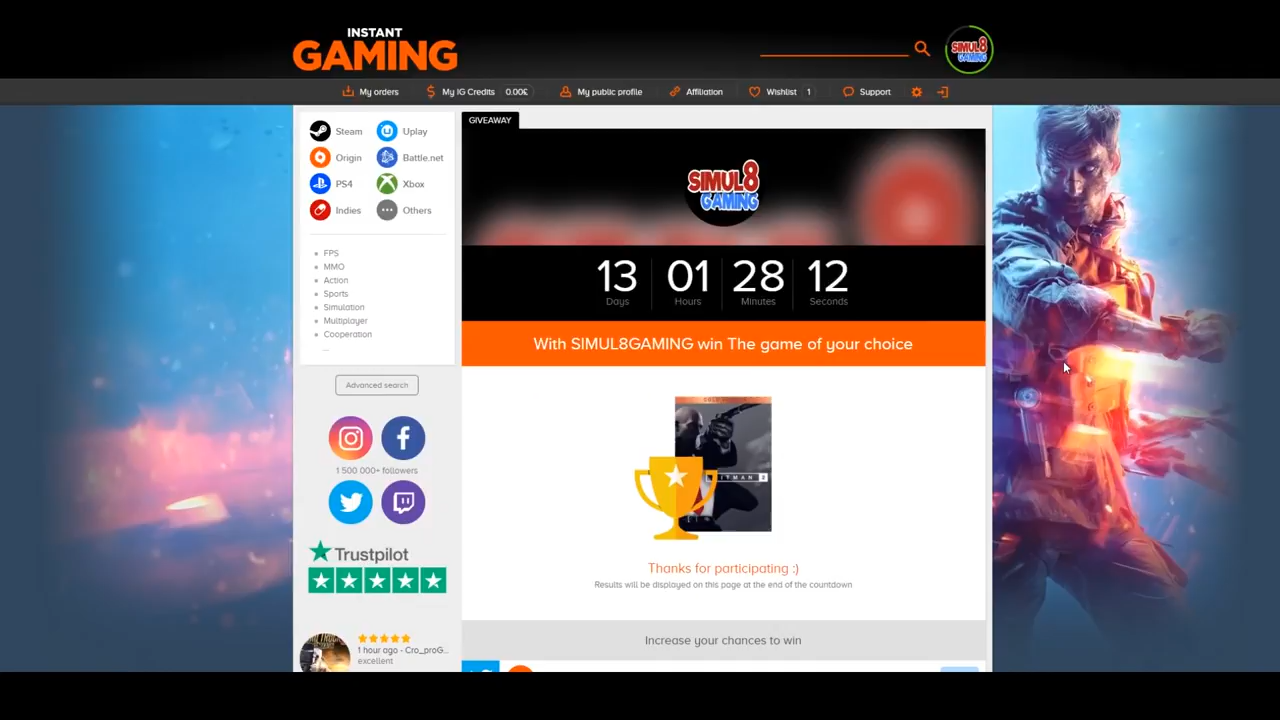 INSTANT
GAMING
SIMUL8
GAMING
My orders
My IG Credits 0.00£
My public profile
Affiliation
Wishlist 1
Support
Steam
Uplay
Origin
Battle.net
PS4
Xbox
Indies
Others
FPS
MMO
Action
Sports
Simulation
Multiplayer
Cooperation
...
Advanced search
1 500 000+ followers
Trustpilot
1 hour ago - Cro_proG...
excellent
GIVEAWAY
SIMUL8
GAMING
13 01 28 12
Days Hours Minutes Seconds
With SIMUL8GAMING win The game of your choice
Thanks for participating :)
Results will be displayed on this page at the end of the countdown
Increase your chances to win